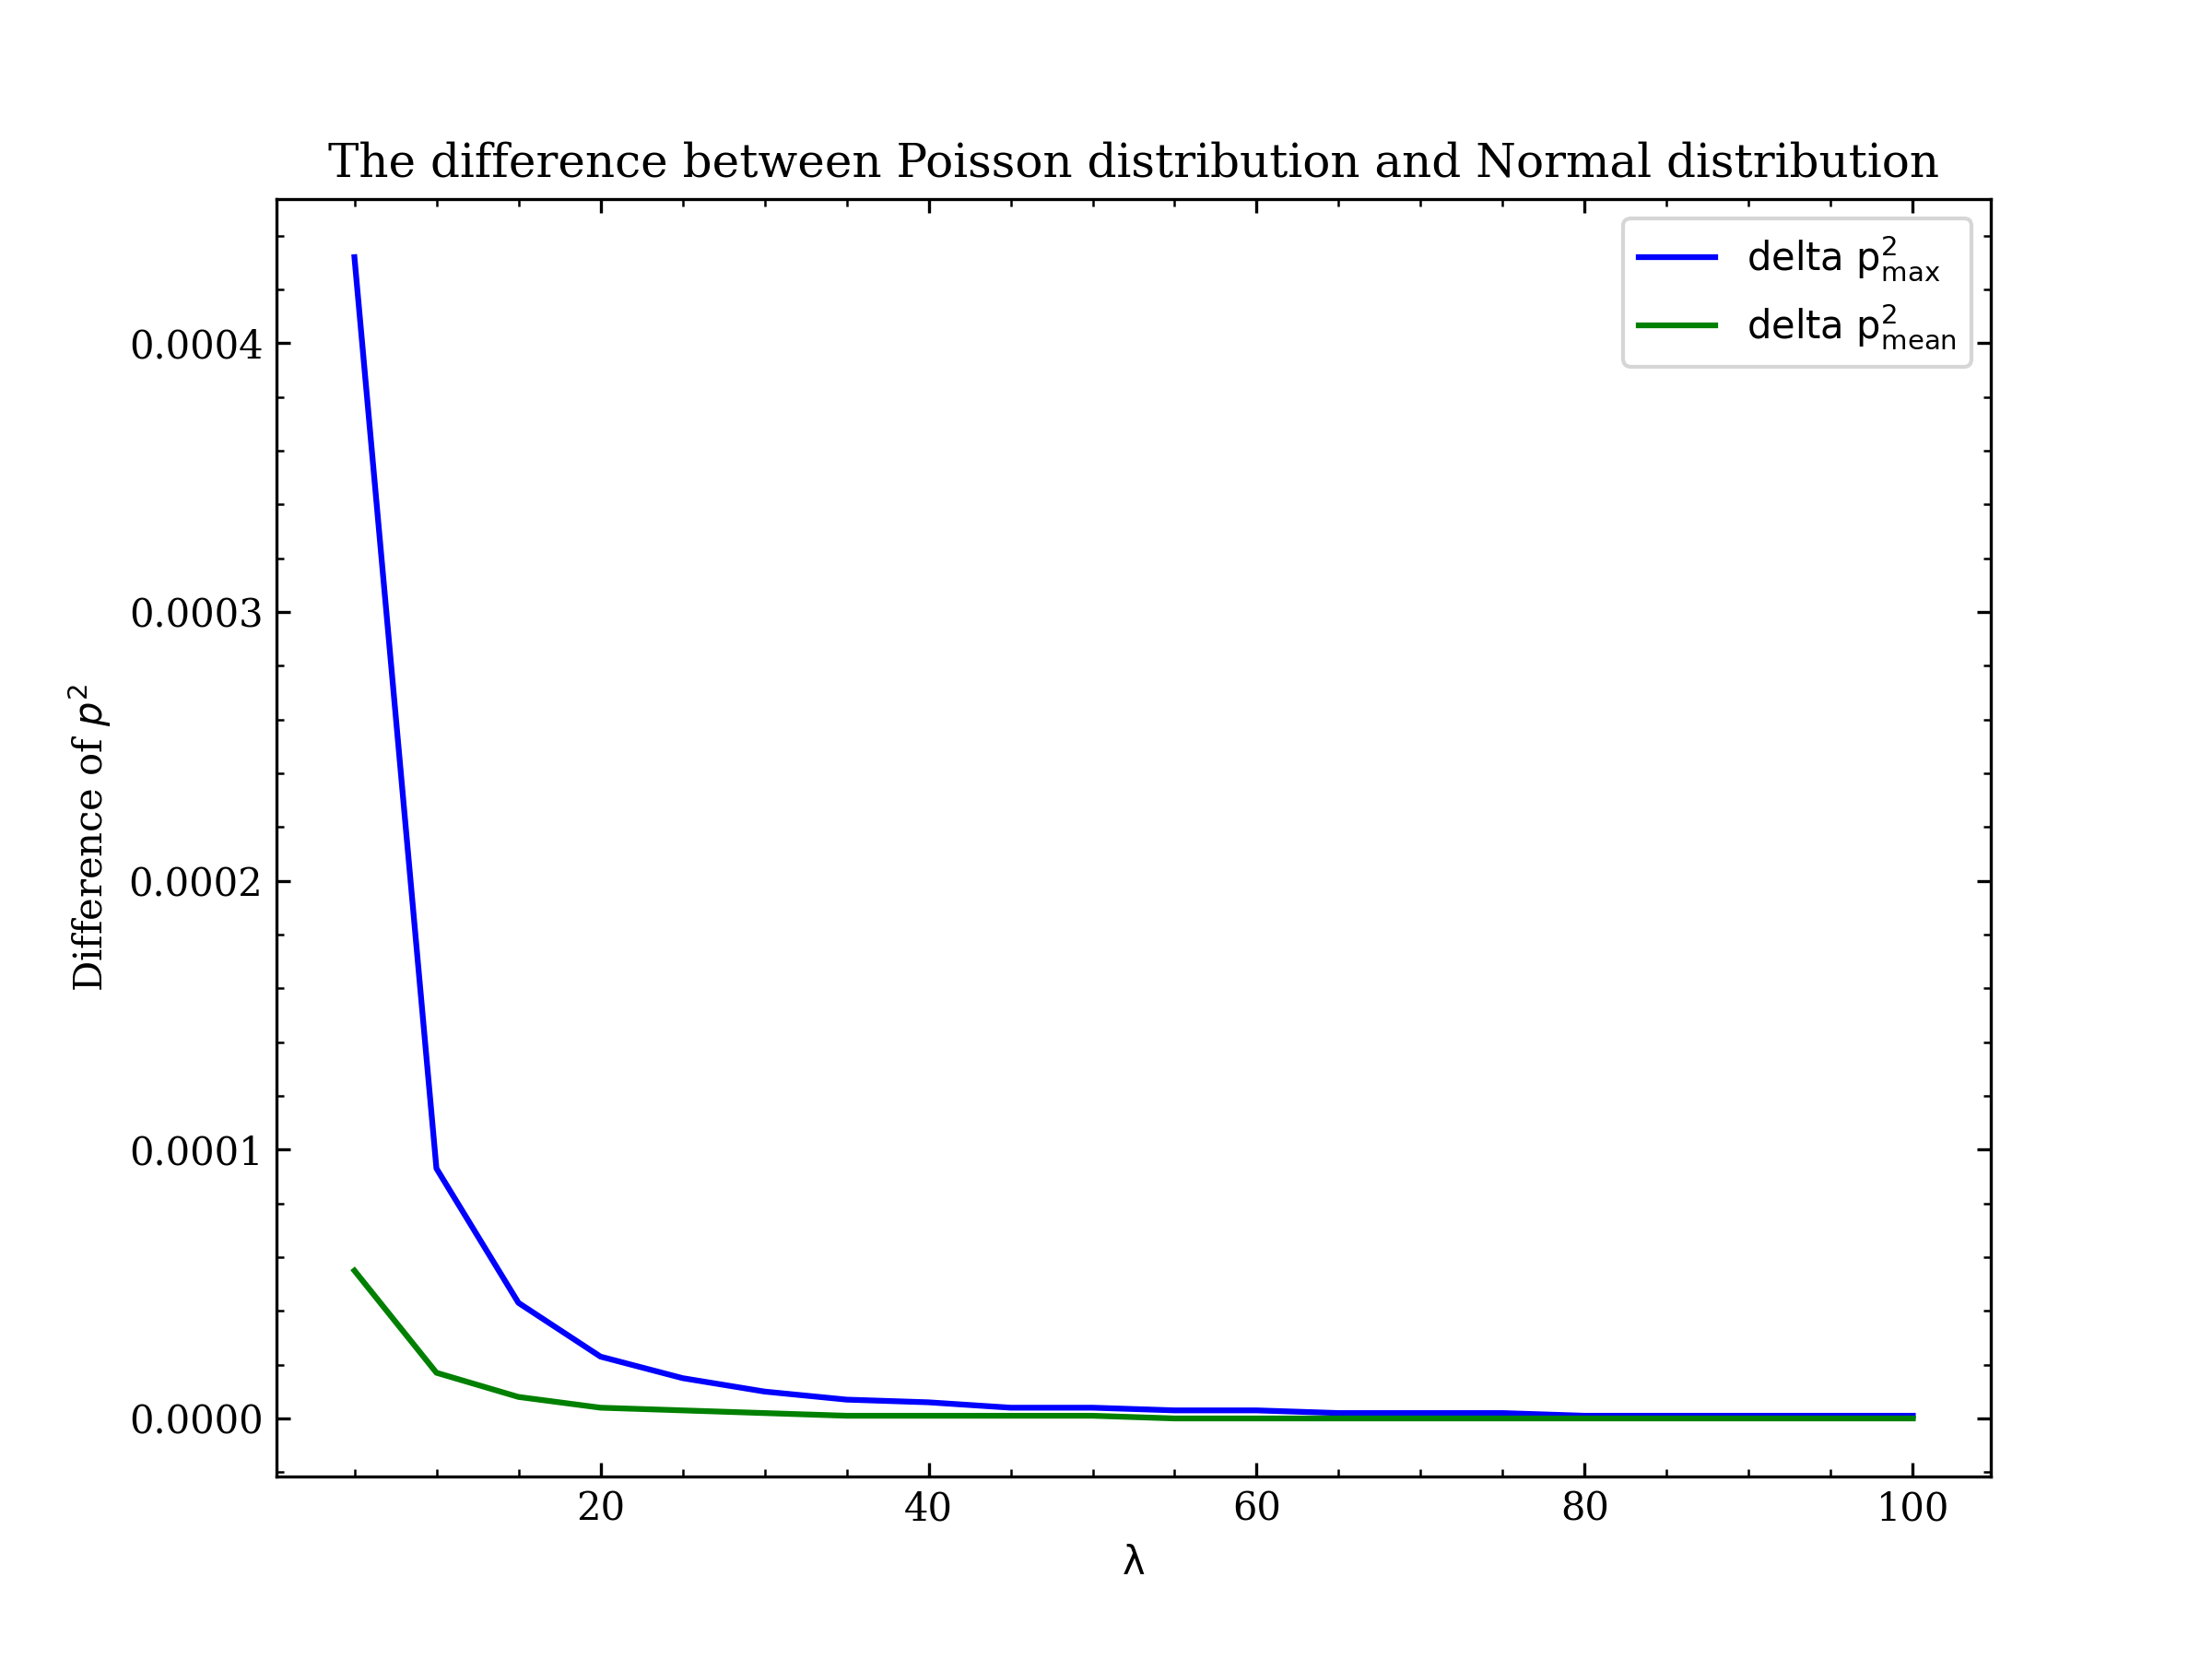 The difference between Poisson distribution and Normal distribution
delta p²max
delta p²mean
0.0004
0.0003
0.0002
0.0001
0.0000
Difference of p²
20 40 60 80 100
λ